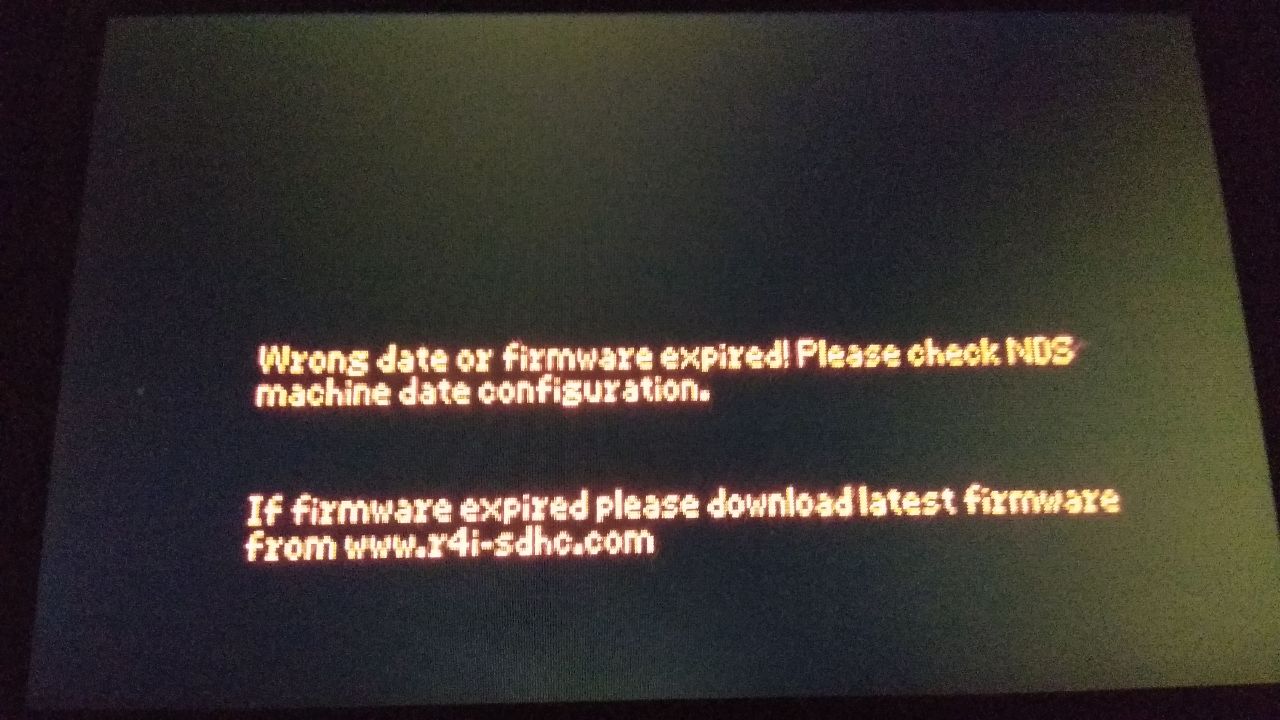 Wrong date or firmware expired! Please check NDS
machine date configuration.
If firmware expired please download latest firmware
from www.r4i-sdhc.com